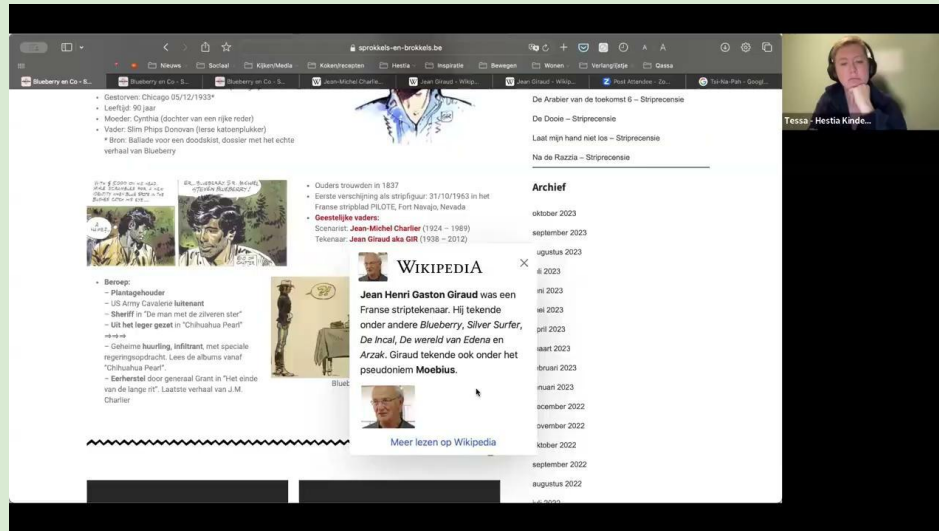 sprokkels-en-brokkels.be
Nieuws
Sociaal
Kijken/Media
Koken/recepten
Hestia
Inspiratie
Bewegen
Wonen
Verlanglijstje
Qassa
Blueberry en Co - S...
Blueberry en Co - S...
Blueberry en Co - S...
Jean-Michel Charlie...
Jean Giraud - Wikip...
Jean Giraud - Wikip...
Post Attendee - Zo...
Tsi-Na-Pah - Googl...
• Gestorven: Chicago 05/12/1933*
• Leeftijd: 90 jaar
• Moeder: Cynthia (dochter van een rijke reder)
• Vader: Slim Phips Donovan (Ierse katoenplukker)
* Bron: Ballade voor een doodskist, dossier met het echte
verhaal van Blueberry
• Ouders trouwden in 1837
• Eerste verschijning als stripfiguur: 31/10/1963 in het
Franse stripblad PILOTE, Fort Navajo, Nevada
• Geestelijke vaders:
Scenarist: Jean-Michel Charlier (1924 – 1989)
Tekenaar: Jean Giraud aka GIR (1938 – 2012)
• Beroep:
– Plantagehouder
– US Army Cavalerie luitenant
– Sheriff in "De man met de zilveren ster"
– Uit het leger gezet in "Chihuahua Pearl"
– Geheime huurling, infiltrant, met speciale
regeringsopdracht. Lees de albums vanaf
"Chihuahua Pearl".
– Eerherstel door generaal Grant in "Het einde
van de lange rit". Laatste verhaal van J.M.
Charlier
WIKIPEDIA
Jean Henri Gaston Giraud was een
Franse striptekenaar. Hij tekende
onder andere Blueberry, Silver Surfer,
De Incal, De wereld van Edena en
Arzak. Giraud tekende ook onder het
pseudoniem Moebius.
Meer lezen op Wikipedia
De Arabier van de toekomst 6 – Striprecensie
De Dooie – Striprecensie
Laat mijn hand niet los – Striprecensie
Na de Razzia – Striprecensie
Archief
oktober 2023
september 2023
augustus 2023
juli 2023
juni 2023
mei 2023
april 2023
maart 2023
februari 2023
januari 2023
december 2022
november 2022
oktober 2022
september 2022
augustus 2022
Tessa - Hestia Kinde...